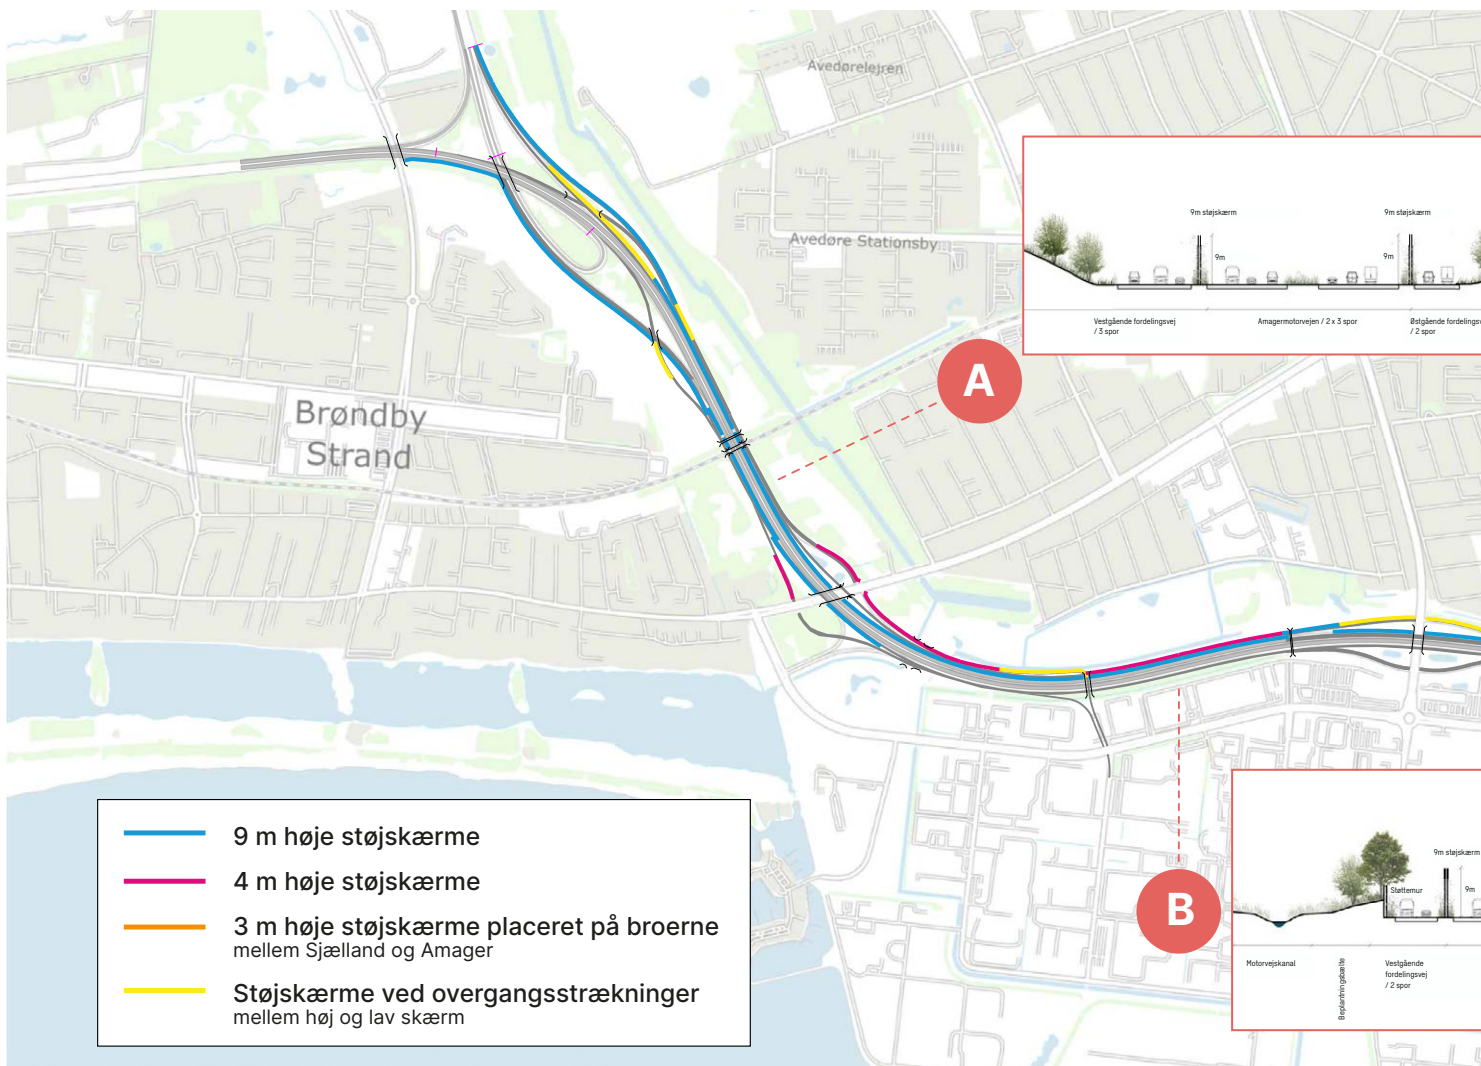 Avedørelejren
Avedøre Stationsby
Brøndby
Strand
9m støjskærm
9m støjskærm
9m
9m
Vestgående fordelingsvej
/ 3 spor
Amagermotorvejen / 2 x 3 spor
Østgående fordelingsv
/ 2 spor
A
B
9m støjskærm
Støttemur
9m
Motorvejskanal
Beplantningsbælte
Vestgående
fordelingsvej
/ 2 spor
9 m høje støjskærme
4 m høje støjskærme
3 m høje støjskærme placeret på broerne
mellem Sjælland og Amager
Støjskærme ved overgangsstrækninger
mellem høj og lav skærm